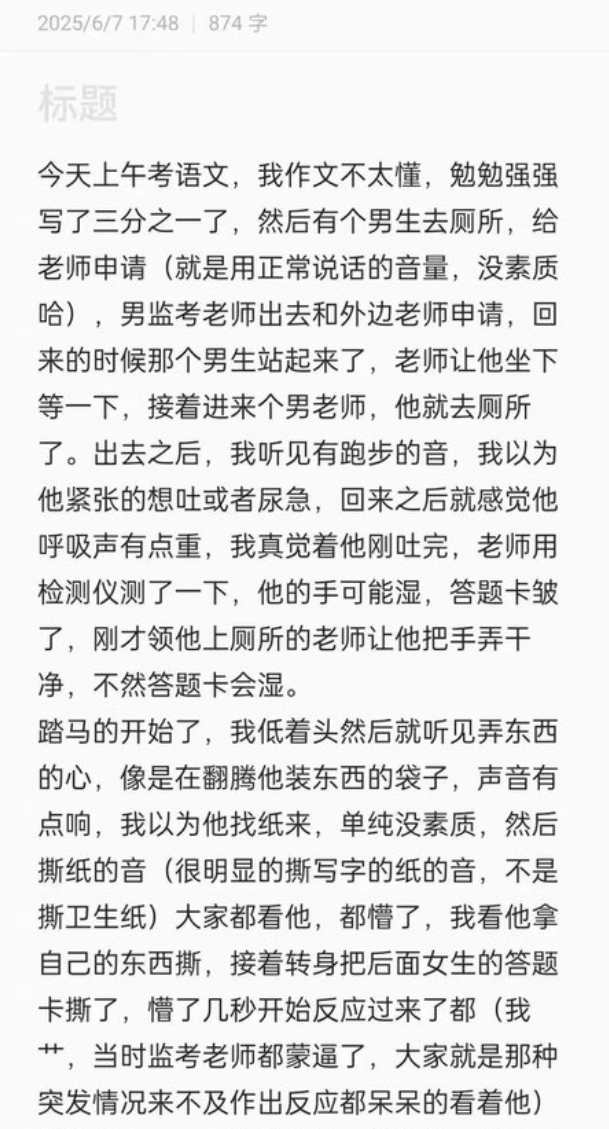 2025/6/7 17:48 | 874 字
标题
今天上午考语文，我作文不太懂，勉勉强强
写了三分之一了，然后有个男生去厕所，给
老师申请（就是用正常说话的音量，没素质
哈），男监考老师出去和外边老师申请，回
来的时候那个男生站起来了，老师让他坐下
等一下，接着进来个男老师，他就去厕所
了。出去之后，我听见有跑步的音，我以为
他紧张的想吐或者尿急，回来之后就感觉他
呼吸声有点重，我真觉着他刚吐完，老师用
检测仪测了一下，他的手可能湿，答题卡皱
了，刚才领他上厕所的老师让他把手弄干
净，不然答题卡会湿。
踏马的开始了，我低着头然后就听见弄东西
的心，像是在翻腾他装东西的袋子，声音有
点响，我以为他找纸来，单纯没素质，然后
撕纸的音（很明显的撕写字的纸的音，不是
撕卫生纸）大家都看他，都懵了，我看他拿
自己的东西撕，接着转身把后面女生的答题
卡撕了，懵了几秒开始反应过来了都（我
艹，当时监考老师都蒙逼了，大家就是那种
突发情况来不及作出反应都呆呆的看着他）